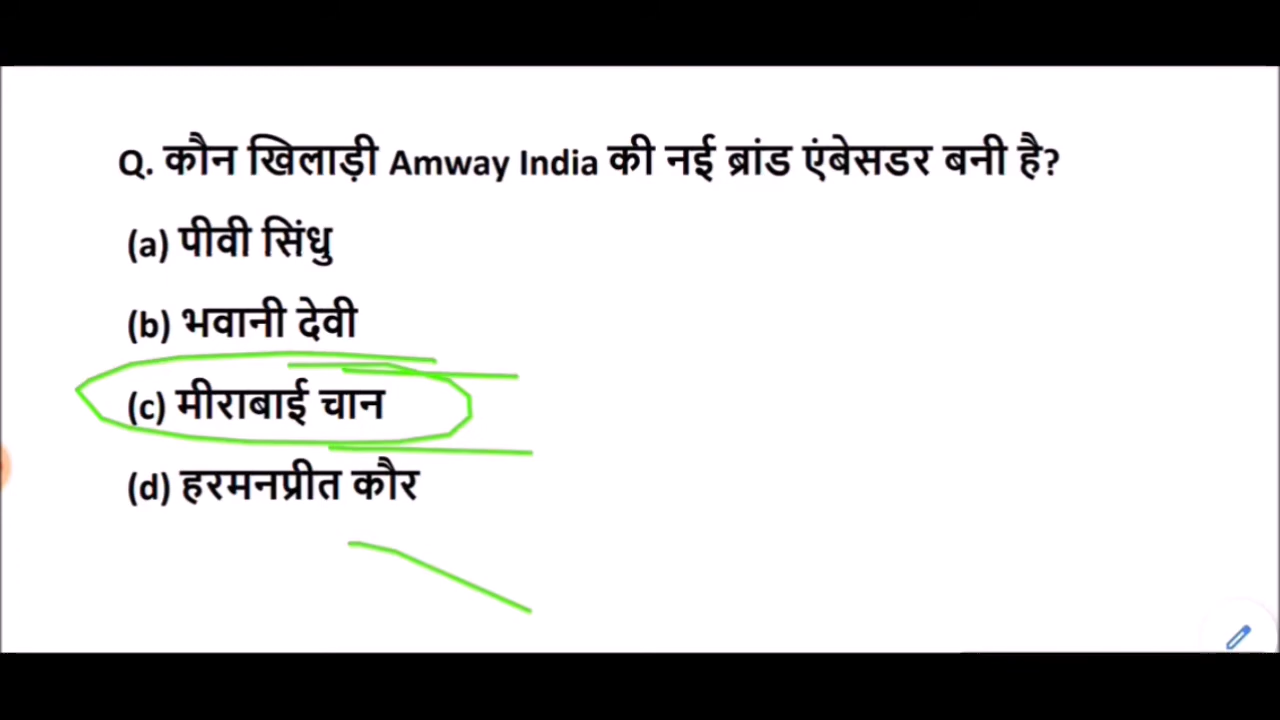 Q. कौन खिलाड़ी Amway India की नई ब्रांड एंबेसडर बनी है?
(a) पीवी सिंधु
(b) भवानी देवी
(c) मीराबाई चान
(d) हरमनप्रीत कौर